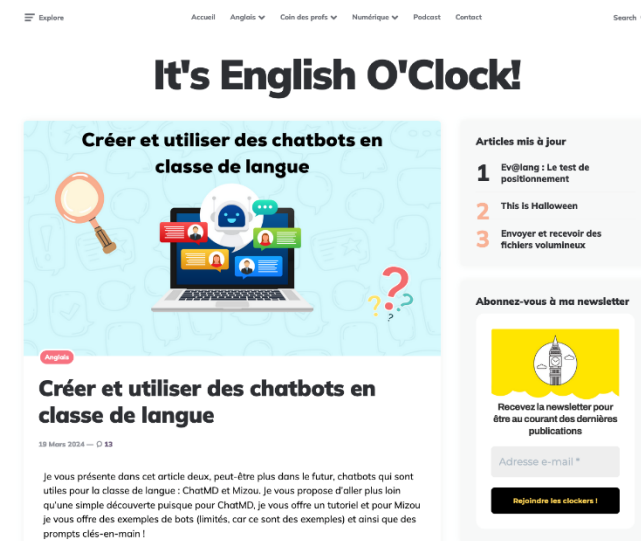 Explore
Accueil Anglais Coin des profs Numérique Podcast Contact
Search
It's English O'Clock!
Créer et utiliser des chatbots en
classe de langue
Anglais
Créer et utiliser des chatbots en
classe de langue
18 Mars 2024 — 13
Je vous présente dans cet article deux, peut-être plus dans le futur, chatbots qui sont
utiles pour la classe de langue : ChatMD et Mizou. Je vous propose d'aller plus loin
qu'une simple découverte puisque pour ChatMD, je vous offre un tutoriel et pour Mizou
je vous offre des exemples de bots (limités, car ce sont des exemples) et ainsi que des
prompts clés-en-main !
Articles mis à jour
1 Ev@lang : Le test de
positionnement
2 This is Halloween
3 Envoyer et recevoir des
fichiers volumineux
Abonnez-vous à ma newsletter
Recevez la newsletter pour
être au courant des dernières
publications
Adresse e-mail *
Rejoindre les clockers !